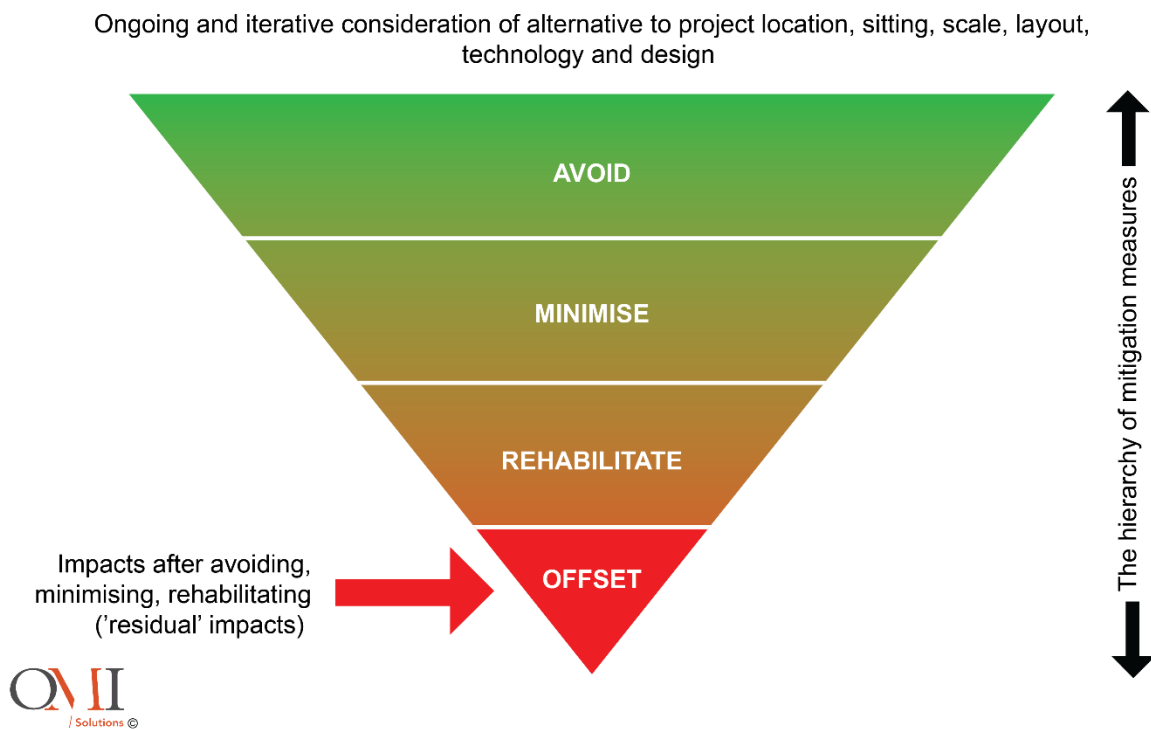 Ongoing and iterative consideration of alternative to project location, sitting, scale, layout,
technology and design
AVOID
MINIMISE
REHABILITATE
OFFSET
Impacts after avoiding,
minimising, rehabilitating
('residual' impacts)
The hierarchy of mitigation measures
OMI
/ Solutions ©